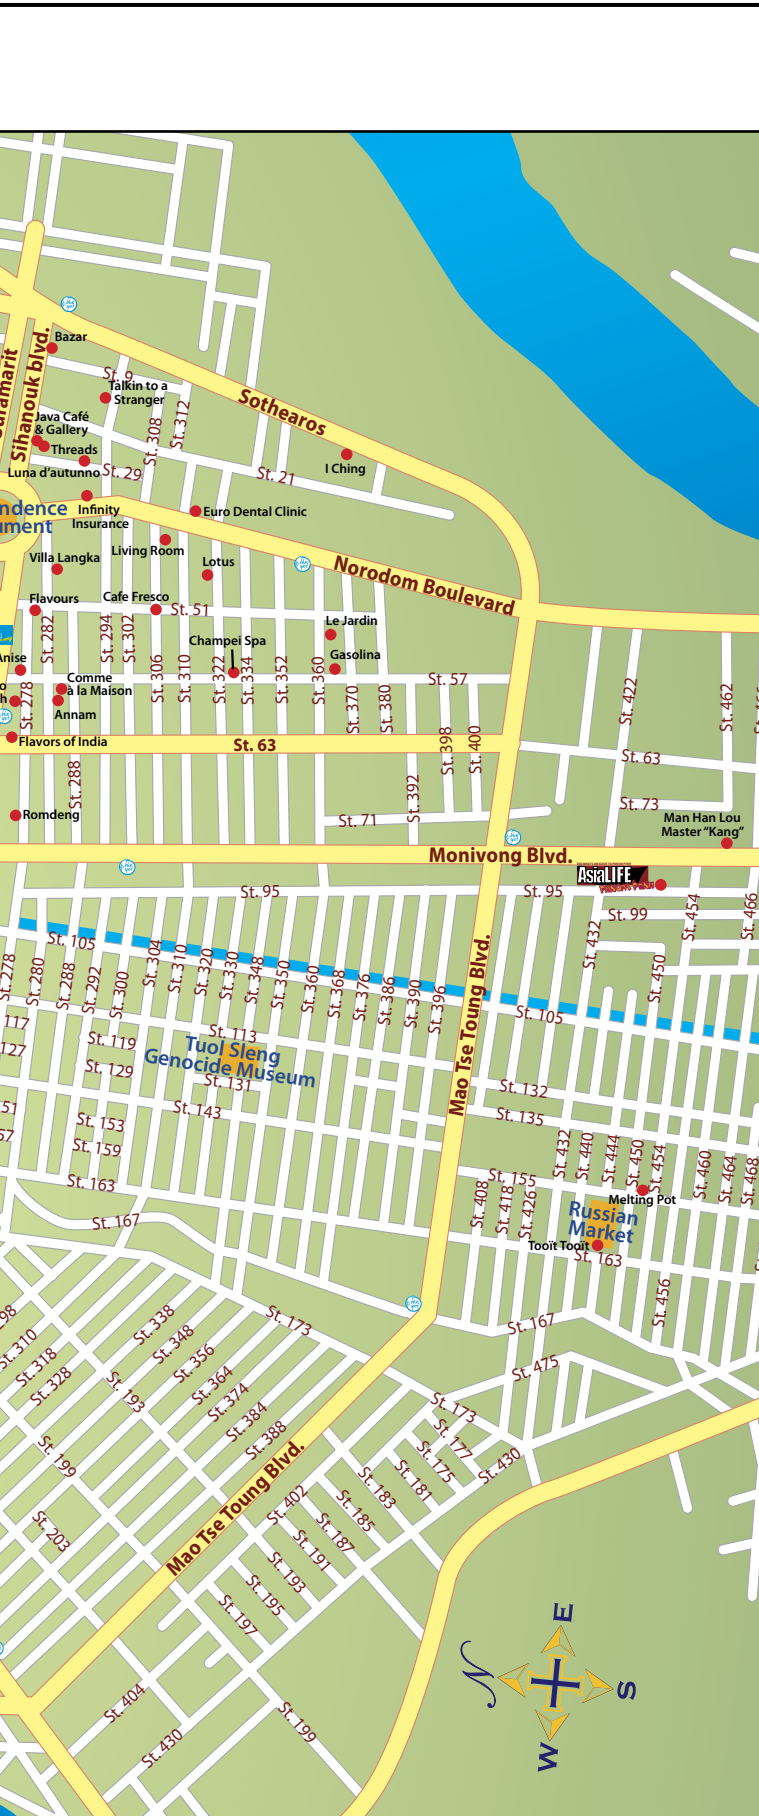 Bazar
Sihanouk blvd.
St. 9
Talkin to a
Stranger
Sothearos
St. 308
St. 312
Java Café
& Gallery
Threads
Luna d'autunno
St. 29
St. 21
I Ching
Infinity
Insurance
Euro Dental Clinic
Living Room
Villa Langka
Lotus
Norodom Boulevard
Flavours
Cafe Fresco
St. 51
St. 282
St. 294
St. 302
Champei Spa
Le Jardin
Gasolina
St. 278
Comme
à la Maison
Annam
St. 306
St. 310
St. 322
St. 334
St. 352
St. 360
St. 370
St. 380
St. 57
St. 422
St. 462
Flavors of India
St. 63
St. 398
St. 400
St. 63
St. 288
St. 392
St. 73
Romdeng
St. 71
Man Han Lou
Master "Kang"
Monivong Blvd.
AsiaLIFE
St. 95
St. 95
St. 99
St. 454
St. 466
St. 432
St. 450
St. 105
St. 278
St. 280
St. 288
St. 292
St. 300
St. 304
St. 310
St. 320
St. 330
St. 348
St. 350
St. 360
St. 368
St. 376
St. 386
St. 390
St. 396
Mao Tse Toung Blvd.
St. 105
117
127
St. 119
St. 129
St. 113
Tuol Sleng
Genocide Museum
St. 131
St. 143
St. 132
St. 135
St. 153
St. 159
St. 163
St. 167
St. 155
St. 432
St. 440
St. 444
St. 450
St. 454
St. 460
St. 464
St. 468
St. 408
St. 418
St. 426
Melting Pot
Russian
Market
Tooït Tooït
St. 163
St. 456
St. 167
St. 173
St. 475
St. 310
St. 318
St. 328
St. 338
St. 348
St. 356
St. 364
St. 374
St. 384
St. 388
St. 193
St. 199
St. 203
St. 173
St. 177
St. 175
St. 430
St. 181
St. 183
St. 185
St. 187
St. 191
St. 193
St. 195
St. 197
St. 402
Mao Tse Toung Blvd.
St. 404
St. 430
St. 199
E
N
S
W